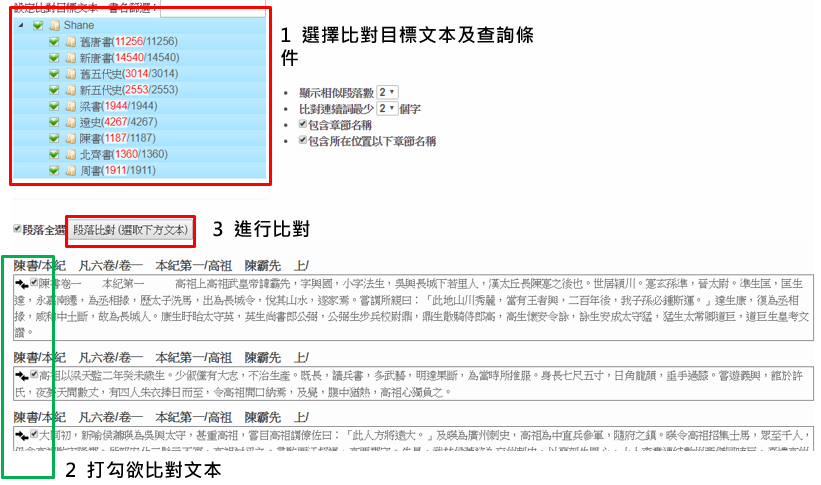 設定比對目標文本，書名篩選：
Shane
舊唐書(11256/11256)
新唐書(14540/14540)
舊五代史(3014/3014)
新五代史(2553/2553)
梁書(1944/1944)
遼史(4267/4267)
陳書(1187/1187)
北齊書(1360/1360)
周書(1911/1911)
1 選擇比對目標文本及查詢條
件
顯示相似段落數 2
比對連續詞最少 2 個字
包含章節名稱
包含所在位置以下章節名稱
段落全選 段落比對 (選取下方文本)
3 進行比對
陳書/本紀　凡六卷/卷一　本紀第一/高祖　陳霸先　上/
陳書卷一　本紀第一　高祖上高祖武皇帝諱霸先，字興國，小字法生，吳興長城下若里人，漢太丘長陳寔之後也。世居潁川。寔玄孫準，晉太尉。準生匡，匡生
達，永嘉南遷，為丞相掾，歷太子洗馬，出為長城令，悅其山水，遂家焉。嘗謂所親曰：「此地山川秀麗，當有王者興，二百年後，我子孫必鍾斯運。」達生康，復為丞相
掾，咸和中土斷，故為長城人。康生盱眙太守英，英生尚書郎公弼，公弼生步兵校尉鼎，鼎生散騎侍郎高，高生懷安令詠，詠生安成太守猛，猛生太常卿道巨，道巨生皇考文
讚。
陳書/本紀　凡六卷/卷一　本紀第一/高祖　陳霸先　上/
高祖以梁天監二年癸未歲生。少俶儻有大志，不治生產。既長，讀兵書，多武藝，明達果斷，為當時所推服。身長七尺五寸，日角龍顏，垂手過膝。嘗遊義興，館於許
氏，夜夢天開數丈，有四人朱衣捧日而至，令高祖開口納焉，及覺，腹中猶熱，高祖心獨負之。
陳書/本紀　凡六卷/卷一　本紀第一/高祖　陳霸先　上/
大同初，新喻侯蕭暎為吳興太守，甚重高祖，嘗目高祖謂僚佐曰：「此人方將遠大。」及暎為廣州刺史，高祖為中直兵參軍，隨府之鎮。暎令高祖招集士馬，眾至千人，
2 打勾欲比對文本